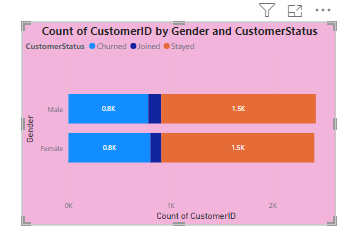 Count of CustomerID by Gender and CustomerStatus
CustomerStatus Churned Joined Stayed
Gender
Male 0.8K 1.5K
Female 0.8K 1.5K
0K 1K 2K
Count of CustomerID